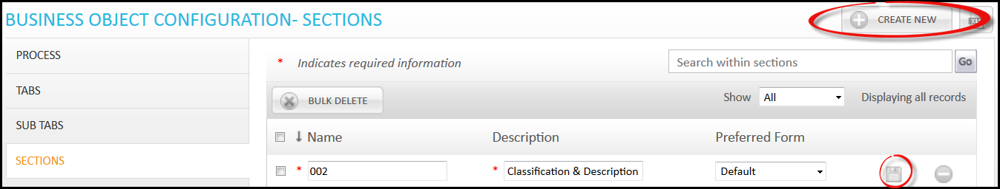 BUSINESS OBJECT CONFIGURATION- SECTIONS
CREATE NEW
PROCESS
TABS
SUB TABS
SECTIONS
* Indicates required information
Search within sections
Go
BULK DELETE
Show All Displaying all records
Name Description Preferred Form
* 002 * Classification & Description Default